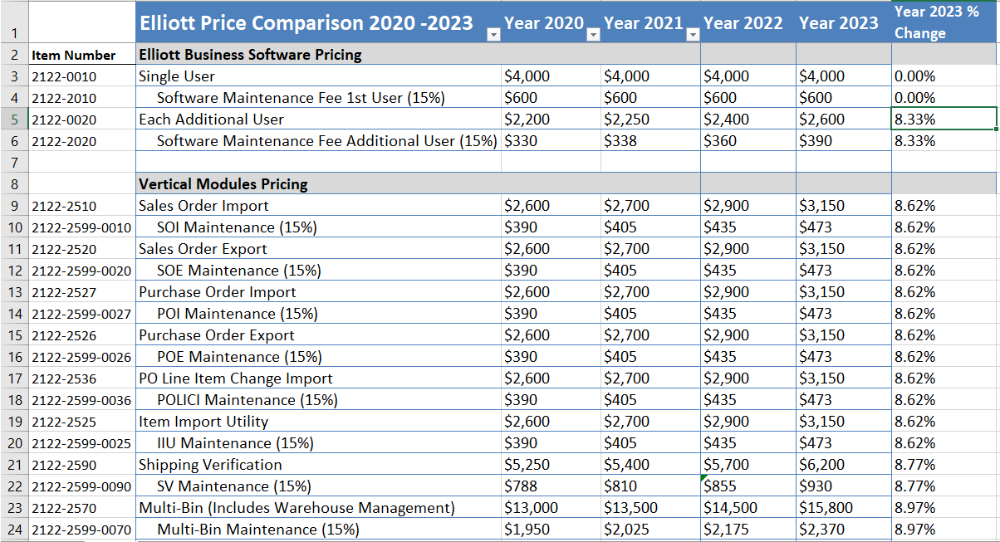 1 Elliott Price Comparison 2020 -2023 Year 2020 Year 2021 Year 2022 Year 2023 Year 2023 % Change
2 Item Number Elliott Business Software Pricing
3 2122-0010 Single User $4,000 $4,000 $4,000 $4,000 0.00%
4 2122-2010 Software Maintenance Fee 1st User (15%) $600 $600 $600 $600 0.00%
5 2122-0020 Each Additional User $2,200 $2,250 $2,400 $2,600 8.33%
6 2122-2020 Software Maintenance Fee Additional User (15%) $330 $338 $360 $390 8.33%
7
8 Vertical Modules Pricing
9 2122-2510 Sales Order Import $2,600 $2,700 $2,900 $3,150 8.62%
10 2122-2599-0010 SOI Maintenance (15%) $390 $405 $435 $473 8.62%
11 2122-2520 Sales Order Export $2,600 $2,700 $2,900 $3,150 8.62%
12 2122-2599-0020 SOE Maintenance (15%) $390 $405 $435 $473 8.62%
13 2122-2527 Purchase Order Import $2,600 $2,700 $2,900 $3,150 8.62%
14 2122-2599-0027 POI Maintenance (15%) $390 $405 $435 $473 8.62%
15 2122-2526 Purchase Order Export $2,600 $2,700 $2,900 $3,150 8.62%
16 2122-2599-0026 POE Maintenance (15%) $390 $405 $435 $473 8.62%
17 2122-2536 PO Line Item Change Import $2,600 $2,700 $2,900 $3,150 8.62%
18 2122-2599-0036 POLICI Maintenance (15%) $390 $405 $435 $473 8.62%
19 2122-2525 Item Import Utility $2,600 $2,700 $2,900 $3,150 8.62%
20 2122-2599-0025 IIU Maintenance (15%) $390 $405 $435 $473 8.62%
21 2122-2590 Shipping Verification $5,250 $5,400 $5,700 $6,200 8.77%
22 2122-2599-0090 SV Maintenance (15%) $788 $810 $855 $930 8.77%
23 2122-2570 Multi-Bin (Includes Warehouse Management) $13,000 $13,500 $14,500 $15,800 8.97%
24 2122-2599-0070 Multi-Bin Maintenance (15%) $1,950 $2,025 $2,175 $2,370 8.97%